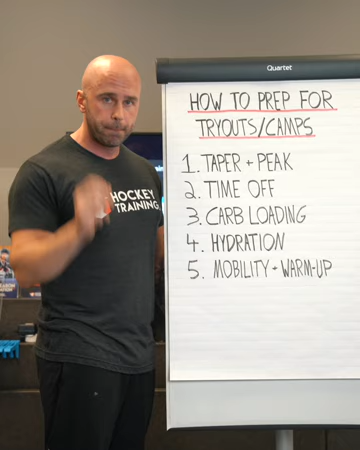 Quartet
HOW TO PREP FOR
TRYOUTS/CAMPS
1. TAPER + PEAK
2. TIME OFF
3. CARB LOADING
4. HYDRATION
5. MOBILITY + WARM-UP
HOCKEY
TRAINING